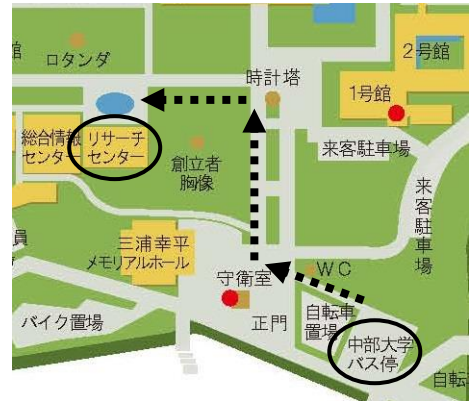 館
ロタンダ
2号館
時計塔
1号館
総合情報
センター
リサーチ
センター
創立者
胸像
来客駐車場
来客駐車場
員
三浦幸平
メモリアルホール
守衛室
WC
バイク置場
正門
自転車
置場
中部大学
バス停
自転